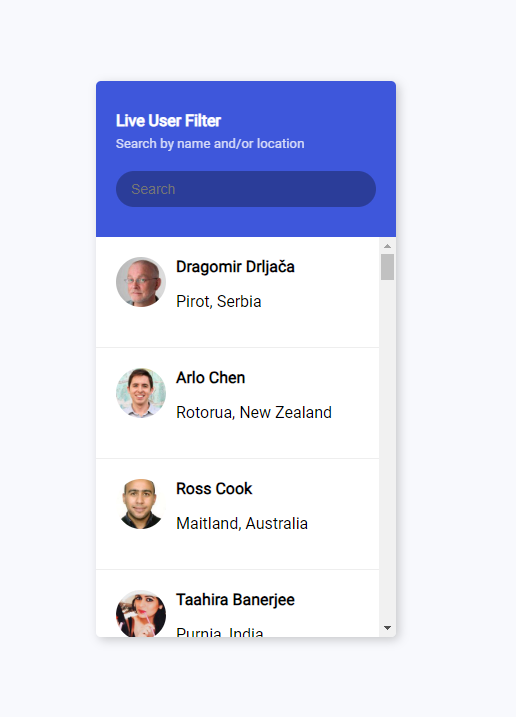 Live User Filter
Search by name and/or location
Search
Dragomir Drljača
Pirot, Serbia
Arlo Chen
Rotorua, New Zealand
Ross Cook
Maitland, Australia
Taahira Banerjee
Purnia, India